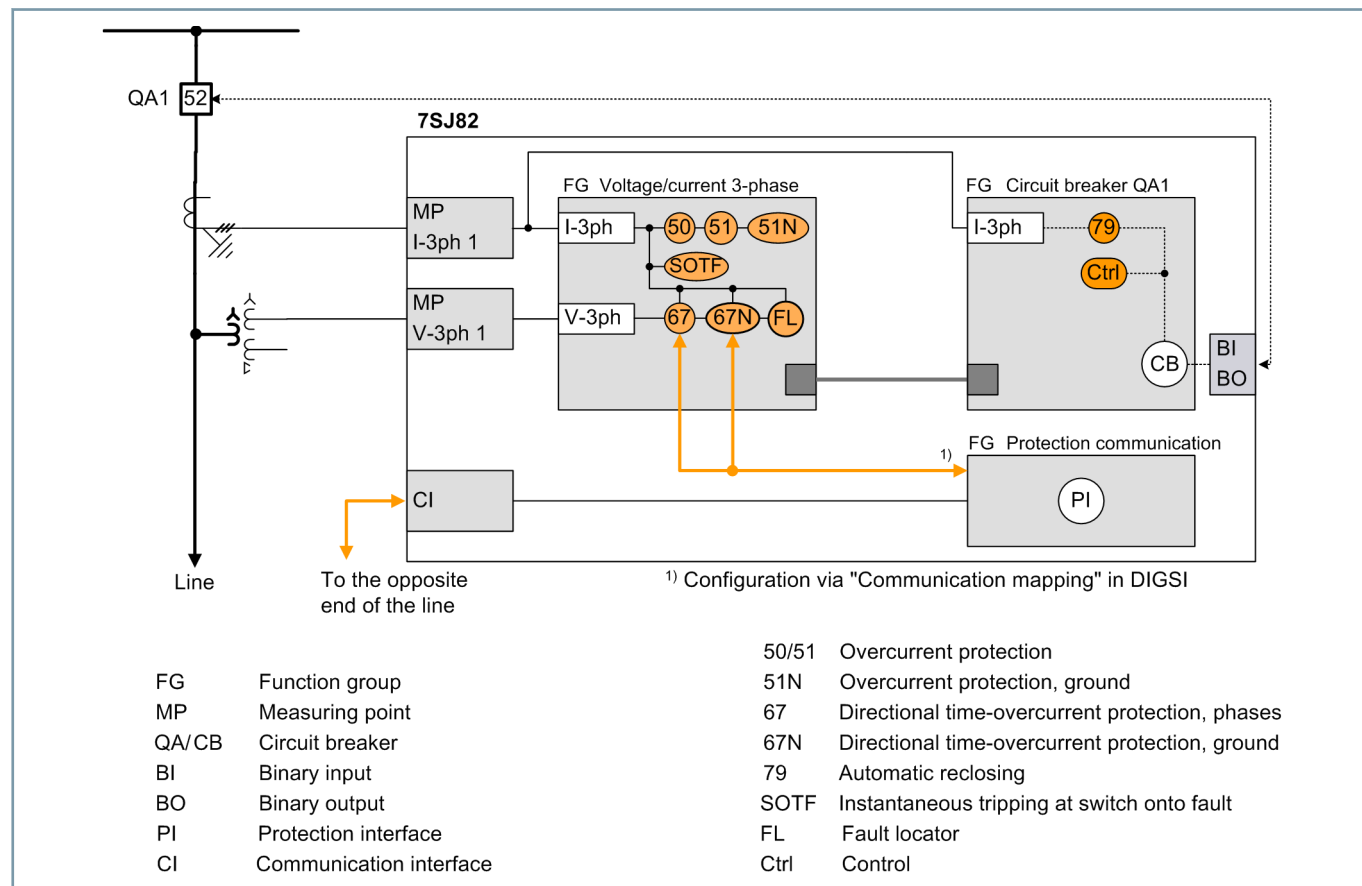 QA1 52
7SJ82
MP
I-3ph 1
FG Voltage/current 3-phase
I-3ph 50 51 51N
SOTF
FG Circuit breaker QA1
I-3ph 79
Ctrl
MP
V-3ph 1
V-3ph 67 67N FL
CB
BI
BO
FG Protection communication
1)
CI
PI
Line
To the opposite
end of the line
1) Configuration via "Communication mapping" in DIGSI
FG Function group
MP Measuring point
QA/CB Circuit breaker
BI Binary input
BO Binary output
PI Protection interface
CI Communication interface
50/51 Overcurrent protection
51N Overcurrent protection, ground
67 Directional time-overcurrent protection, phases
67N Directional time-overcurrent protection, ground
79 Automatic reclosing
SOTF Instantaneous tripping at switch onto fault
FL Fault locator
Ctrl Control